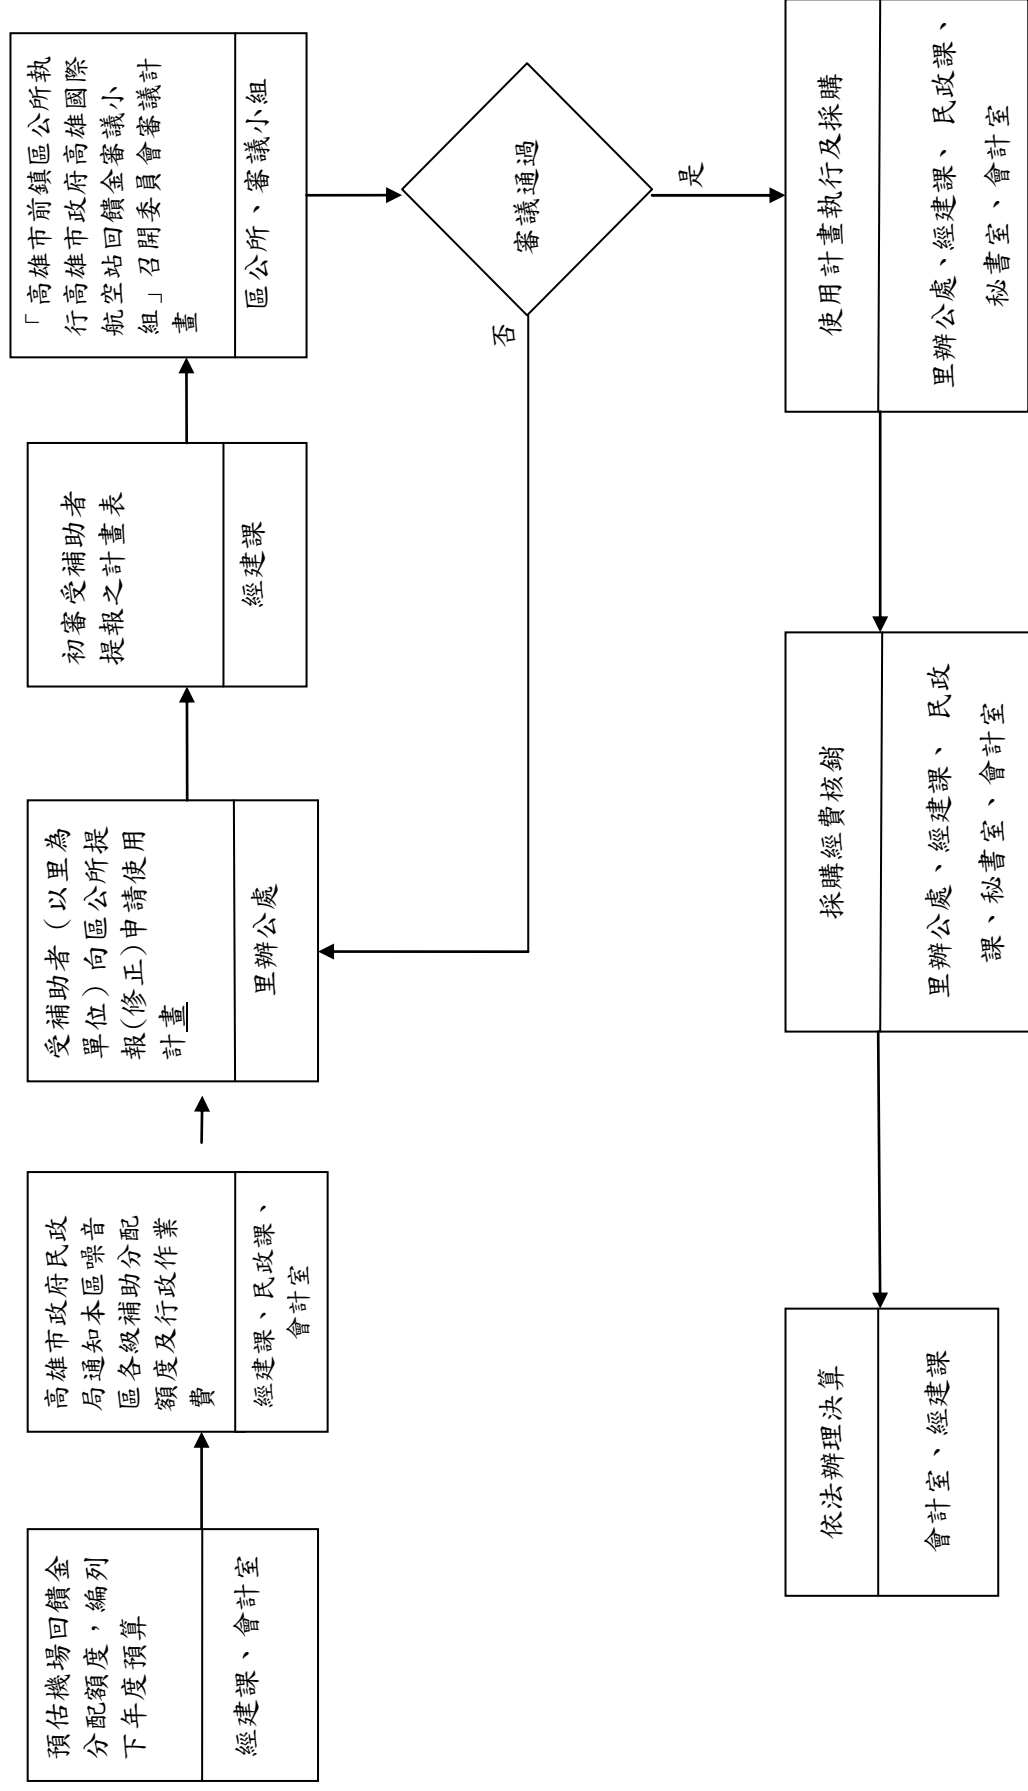 預估機場回饋金
分配額度，編列
下年度預算
經建課、會計室
高雄市政府民政
局通知本區噪音
區各級補助分配
額度及行政作業
費
經建課、民政課、
會計室
受補助者（以里為
單位）向區公所提
報(修正)申請使用
計畫
里辦公處
初審受補助者
提報之計畫表
經建課
「高雄市前鎮區公所執
行高雄市政府高雄國際
航空站回饋金審議小
組」召開委員會審議計
畫
區公所、審議小組
審議通過
否
是
使用計畫執行及採購
里辦公處、經建課、民政課、
秘書室、會計室
採購經費核銷
里辦公處、經建課、民政
課、秘書室、會計室
依法辦理決算
會計室、經建課